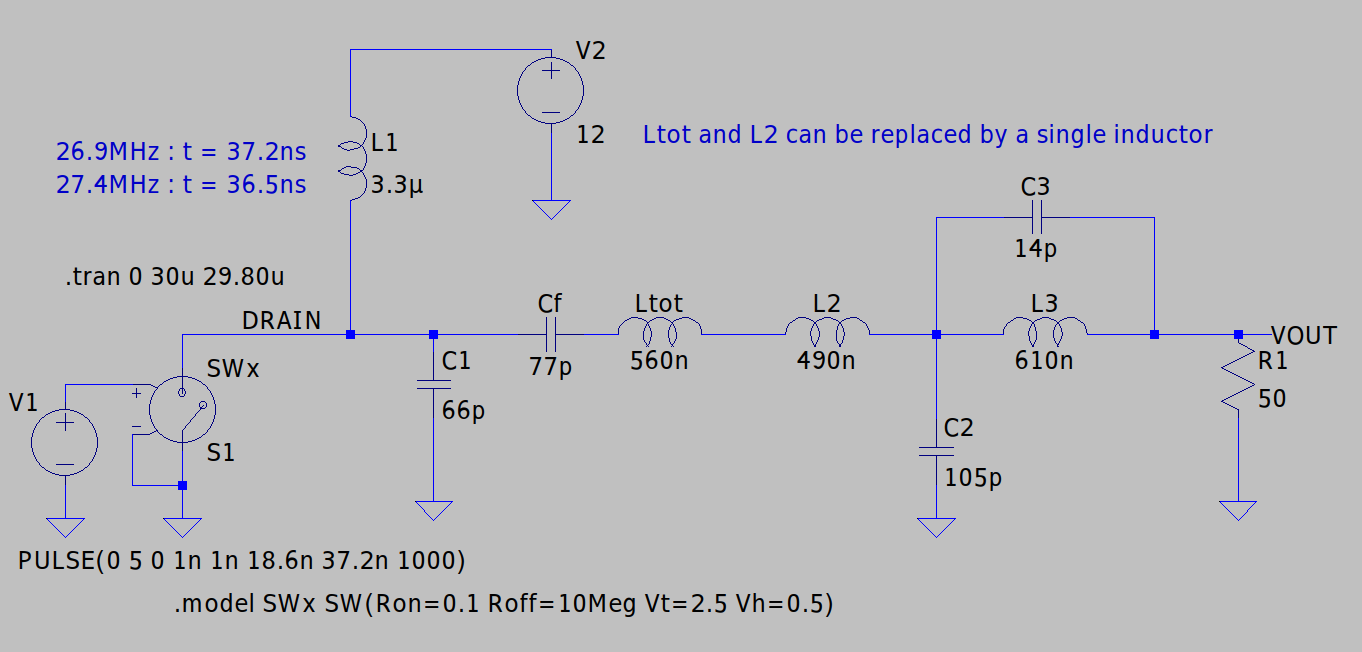 V2
12
Ltot and L2 can be replaced by a single inductor
26.9MHz : t = 37.2ns
27.4MHz : t = 36.5ns
L1
3.3µ
C3
14p
.tran 0 30u 29.80u
DRAIN
Cf
77p
Ltot
560n
L2
490n
L3
610n
VOUT
C1
66p
R1
50
SWx
V1
S1
C2
105p
PULSE(0 5 0 1n 1n 18.6n 37.2n 1000)
.model SWx SW(Ron=0.1 Roff=10Meg Vt=2.5 Vh=0.5)